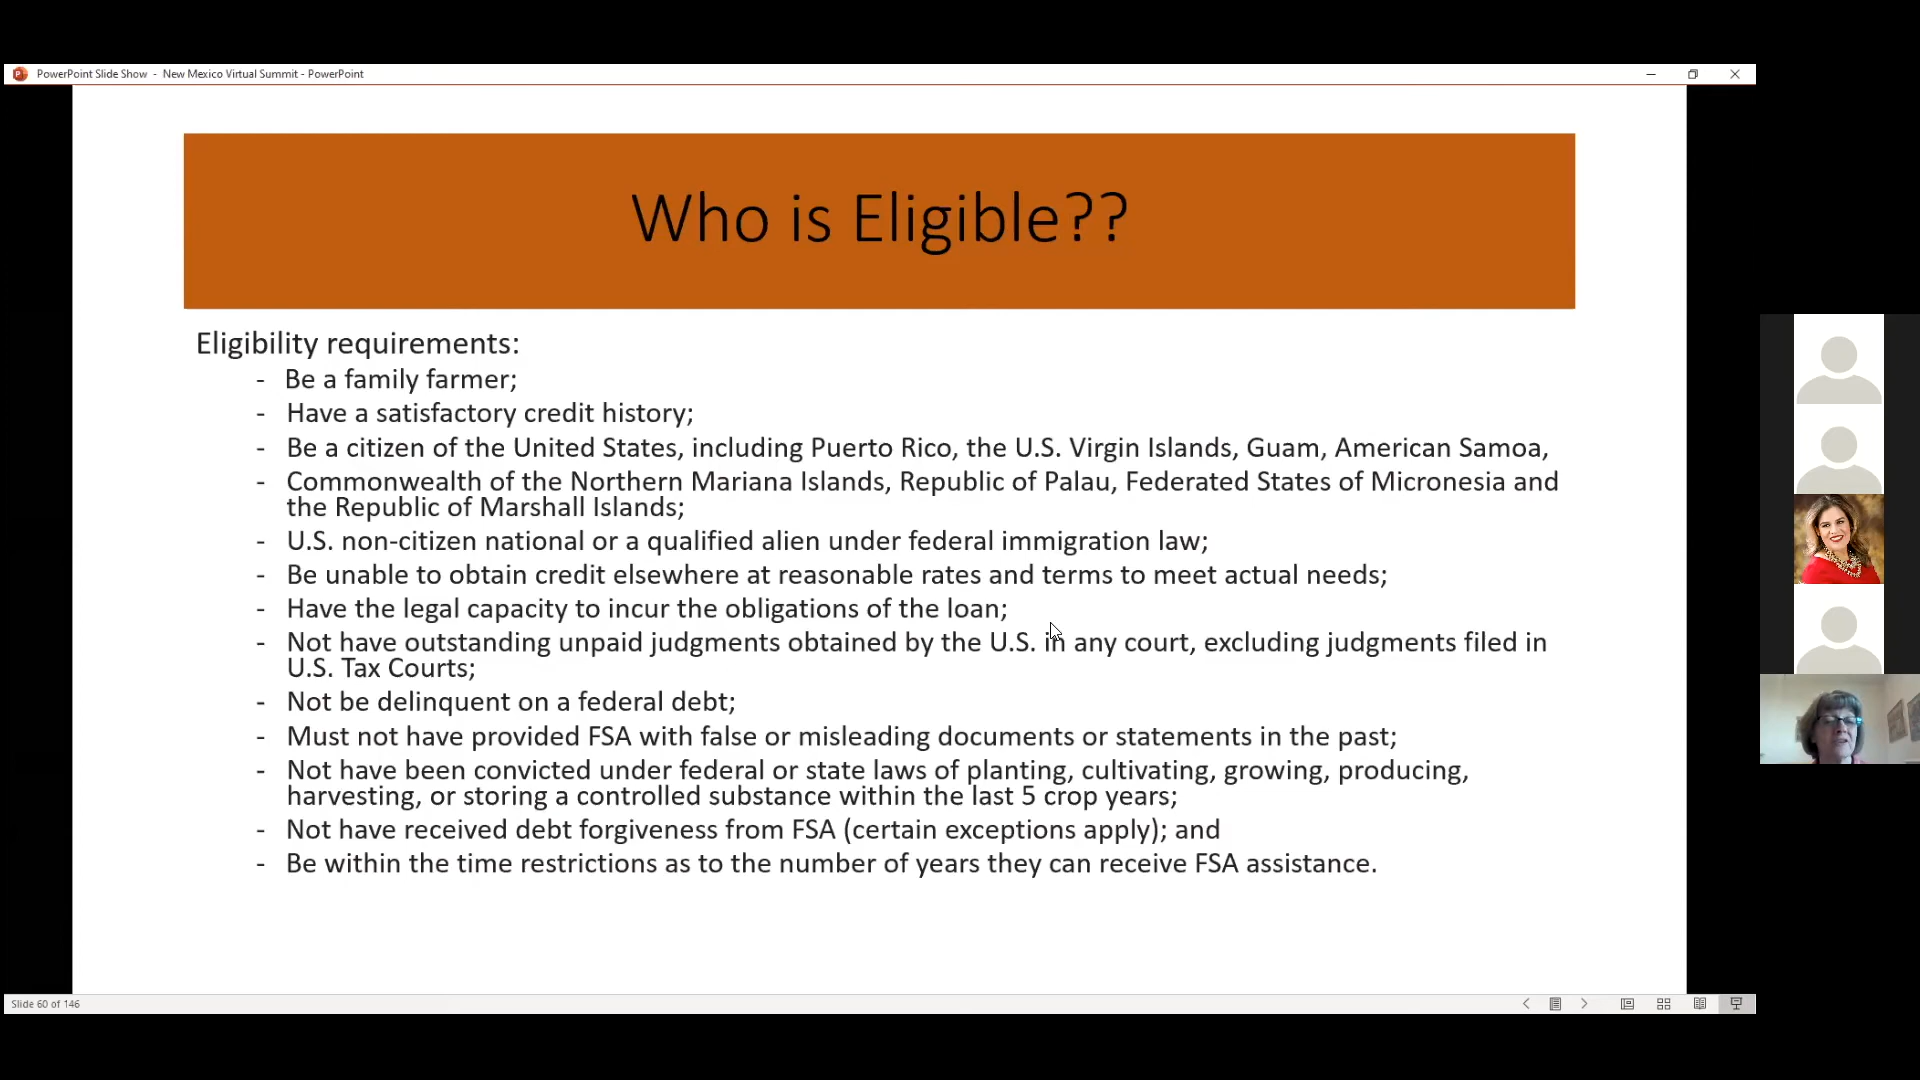 PowerPoint Slide Show - New Mexico Virtual Summit - PowerPoint
Who is Eligible??
Eligibility requirements:
- Be a family farmer;
- Have a satisfactory credit history;
- Be a citizen of the United States, including Puerto Rico, the U.S. Virgin Islands, Guam, American Samoa,
- Commonwealth of the Northern Mariana Islands, Republic of Palau, Federated States of Micronesia and
the Republic of Marshall Islands;
- U.S. non-citizen national or a qualified alien under federal immigration law;
- Be unable to obtain credit elsewhere at reasonable rates and terms to meet actual needs;
- Have the legal capacity to incur the obligations of the loan;
- Not have outstanding unpaid judgments obtained by the U.S. in any court, excluding judgments filed in
U.S. Tax Courts;
- Not be delinquent on a federal debt;
- Must not have provided FSA with false or misleading documents or statements in the past;
- Not have been convicted under federal or state laws of planting, cultivating, growing, producing,
harvesting, or storing a controlled substance within the last 5 crop years;
- Not have received debt forgiveness from FSA (certain exceptions apply); and
- Be within the time restrictions as to the number of years they can receive FSA assistance.
Slide 60 of 146